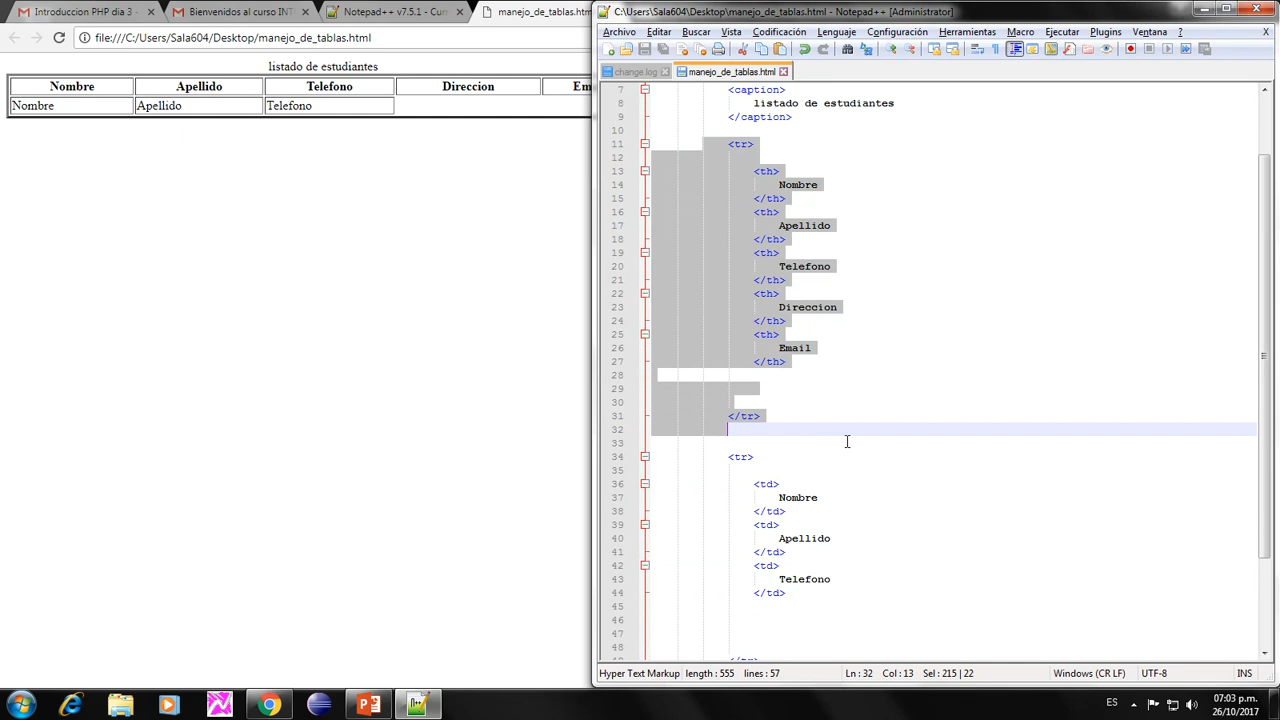 Introduccion PHP dia 3 -
Bienvenidos al curso INT
Notepad++ v7.5.1 - Curr
manejo_de_tablas.htm
file:///C:/Users/Sala604/Desktop/manejo_de_tablas.html
listado de estudiantes
Nombre Apellido Telefono Direccion Em
Nombre Apellido Telefono
C:\Users\Sala604\Desktop\manejo_de_tablas.html - Notepad++ [Administrator]
Archivo Editar Buscar Vista Codificación Lenguaje Configuración Herramientas Macro Ejecutar Plugins Ventana ? X
change.log manejo_de_tablas.html
7 <caption>
8 listado de estudiantes
9 </caption>
10
11 <tr>
12
13 <th>
14 Nombre
15 </th>
16 <th>
17 Apellido
18 </th>
19 <th>
20 Telefono
21 </th>
22 <th>
23 Direccion
24 </th>
25 <th>
26 Email
27 </th>
28
29
30
31 </tr>
32
33
34 <tr>
35
36 <td>
37 Nombre
38 </td>
39 <td>
40 Apellido
41 </td>
42 <td>
43 Telefono
44 </td>
45
46
47
48
</tr>
Hyper Text Markup length : 555 lines : 57 Ln : 32 Col : 13 Sel : 215 | 22 Windows (CR LF) UTF-8 INS
ES
07:03 p.m.
26/10/2017